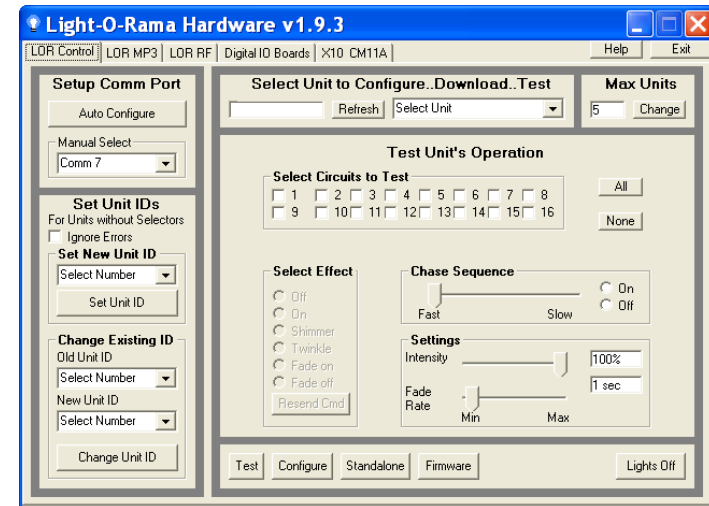 Light-O-Rama Hardware v1.9.3
LOR Control LOR MP3 LOR RF Digital IO Boards X10 CM11A Help Exit
Setup Comm Port
Auto Configure
Manual Select
Comm 7
Set Unit IDs
For Units without Selectors
Ignore Errors
Set New Unit ID
Select Number
Set Unit ID
Change Existing ID
Old Unit ID
Select Number
New Unit ID
Select Number
Change Unit ID
Select Unit to Configure..Download..Test
Refresh Select Unit
Max Units
5 Change
Test Unit's Operation
Select Circuits to Test
1 2 3 4 5 6 7 8
9 10 11 12 13 14 15 16
All
None
Select Effect
Off
On
Shimmer
Twinkle
Fade on
Fade off
Resend Cmd
Chase Sequence
Fast Slow
On
Off
Settings
Intensity 100%
Fade Rate 1 sec
Min Max
Test Configure Standalone Firmware Lights Off